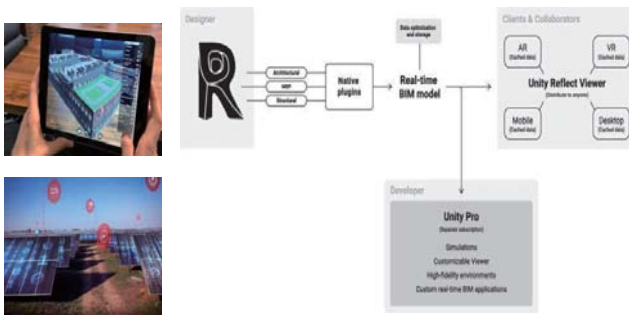 Designer
R
Architectural
MEP
Structural
Native
plugins
Data optimization
and storage
Real-time
BIM model
Clients & Collaborators
AR
(Cached data)
VR
(Cached data)
Unity Reflect Viewer
(Distribute to anyone)
Mobile
(Cached data)
Desktop
(Cached data)
Developer
Unity Pro
(Required subscription)
Simulations
Customizable Viewer
High-fidelity environments
Custom real-time BIM applications